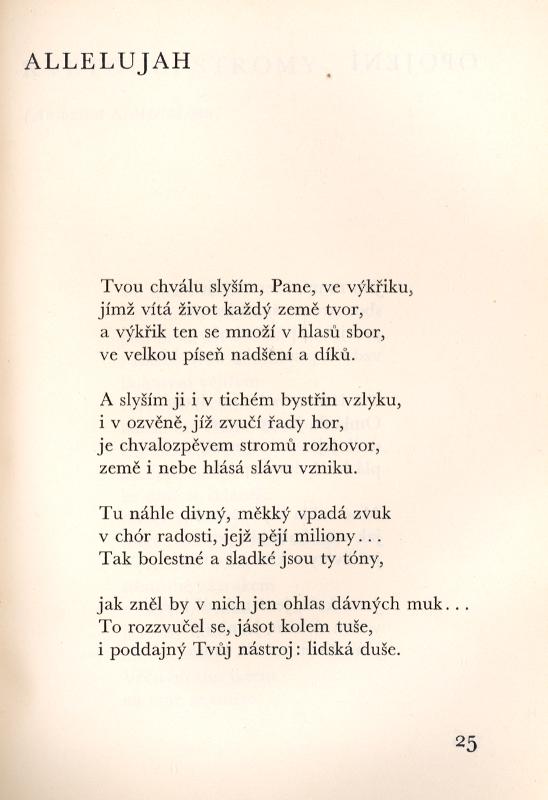 ALLELUJAH
Tvou chválu slyším, Pane, ve výkřiku,
jímž vítá život každý země tvor,
a výkřik ten se množí v hlasů sbor,
ve velkou píseň nadšení a díků.
A slyším ji i v tichém bystřin vzlyku,
i v ozvěně, jíž zvučí řady hor,
je chvalozpěvem stromů rozhovor,
země i nebe hlásá slávu vzniku.
Tu náhle divný, měkký vpadá zvuk
v chór radosti, jejž pějí miliony...
Tak bolestné a sladké jsou ty tóny,
jak zněl by v nich jen ohlas dávných muk...
To rozzvučel se, jásot kolem tuše,
i poddajný Tvůj nástroj: lidská duše.
25